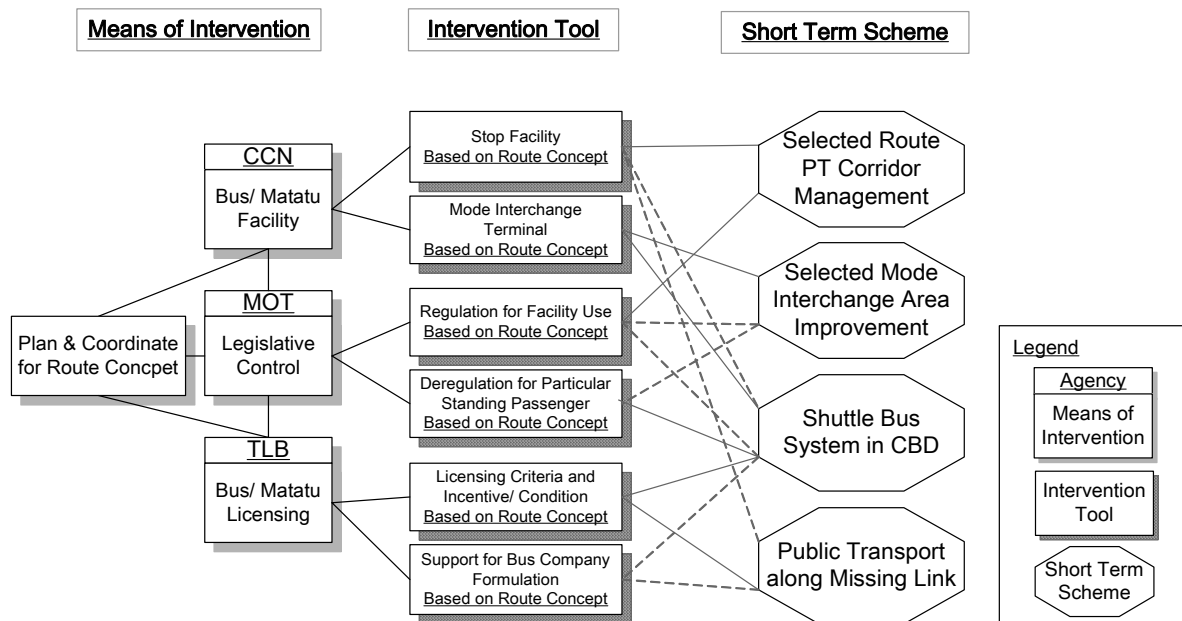 Means of Intervention
Intervention Tool
Short Term Scheme
Plan & Coordinate
for Route Concpet
CCN
Bus/ Matatu
Facility
MOT
Legislative
Control
TLB
Bus/ Matatu
Licensing
Stop Facility
Based on Route Concept
Mode Interchange
Terminal
Based on Route Concept
Regulation for Facility Use
Based on Route Concept
Deregulation for Particular
Standing Passenger
Based on Route Concept
Licensing Criteria and
Incentive/ Condition
Based on Route Concept
Support for Bus Company
Formulation
Based on Route Concept
Selected Route
PT Corridor
Management
Selected Mode
Interchange Area
Improvement
Shuttle Bus
System in CBD
Public Transport
along Missing Link
Legend
Agency
Means of
Intervention
Intervention
Tool
Short Term
Scheme